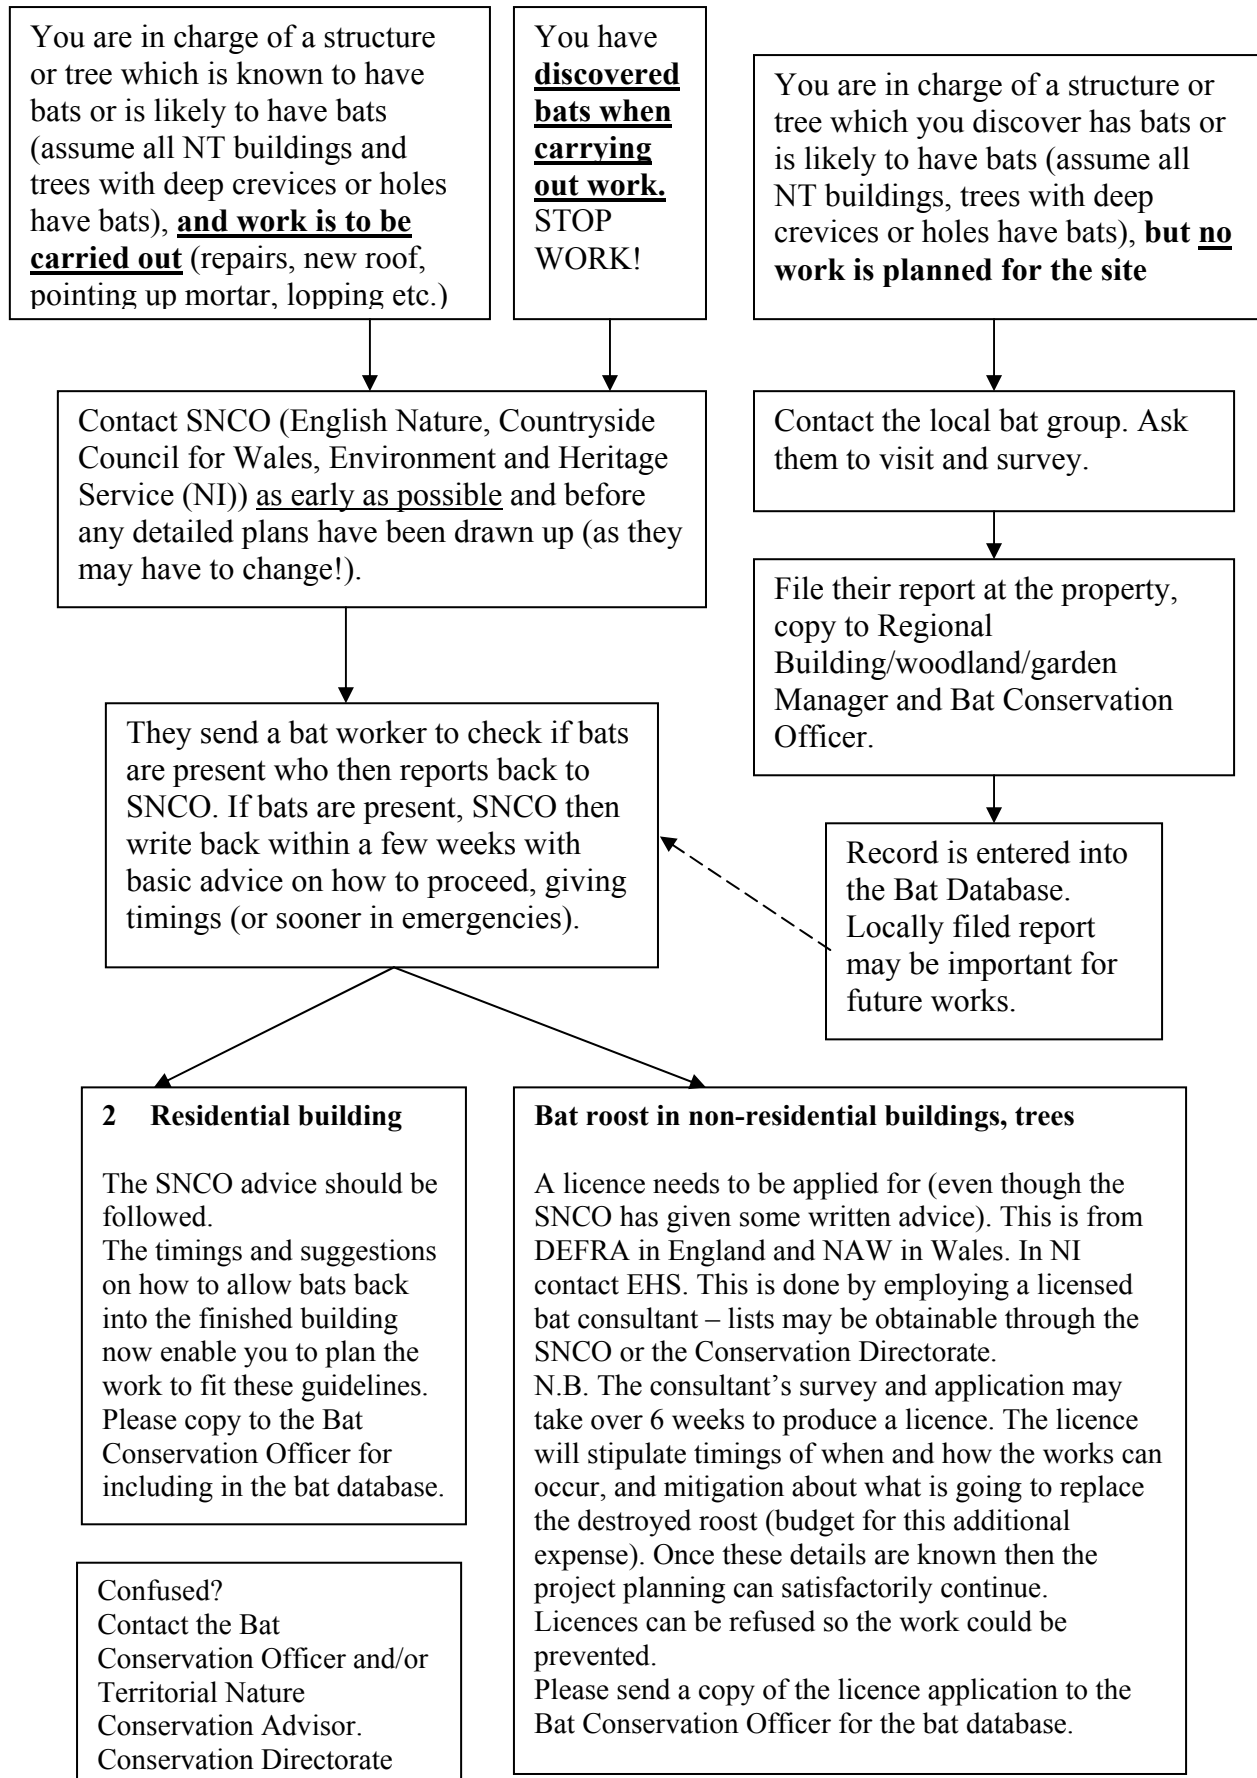 You are in charge of a structure
or tree which is known to have
bats or is likely to have bats
(assume all NT buildings and
trees with deep crevices or holes
have bats), and work is to be
carried out (repairs, new roof,
pointing up mortar, lopping etc.)
You have
discovered
bats when
carrying
out work.
STOP
WORK!
You are in charge of a structure or
tree which you discover has bats or
is likely to have bats (assume all
NT buildings, trees with deep
crevices or holes have bats), but no
work is planned for the site
Contact SNCO (English Nature, Countryside
Council for Wales, Environment and Heritage
Service (NI)) as early as possible and before
any detailed plans have been drawn up (as they
may have to change!).
Contact the local bat group. Ask
them to visit and survey.
File their report at the property,
copy to Regional
Building/woodland/garden
Manager and Bat Conservation
Officer.
They send a bat worker to check if bats
are present who then reports back to
SNCO. If bats are present, SNCO then
write back within a few weeks with
basic advice on how to proceed, giving
timings (or sooner in emergencies).
Record is entered into
the Bat Database.
Locally filed report
may be important for
future works.
2 Residential building
The SNCO advice should be
followed.
The timings and suggestions
on how to allow bats back
into the finished building
now enable you to plan the
work to fit these guidelines.
Please copy to the Bat
Conservation Officer for
including in the bat database.
Bat roost in non-residential buildings, trees
A licence needs to be applied for (even though the
SNCO has given some written advice). This is from
DEFRA in England and NAW in Wales. In NI
contact EHS. This is done by employing a licensed
bat consultant – lists may be obtainable through the
SNCO or the Conservation Directorate.
N.B. The consultant’s survey and application may
take over 6 weeks to produce a licence. The licence
will stipulate timings of when and how the works can
occur, and mitigation about what is going to replace
the destroyed roost (budget for this additional
expense). Once these details are known then the
project planning can satisfactorily continue.
Licences can be refused so the work could be
prevented.
Please send a copy of the licence application to the
Bat Conservation Officer for the bat database.
Confused?
Contact the Bat
Conservation Officer and/or
Territorial Nature
Conservation Advisor.
Conservation Directorate